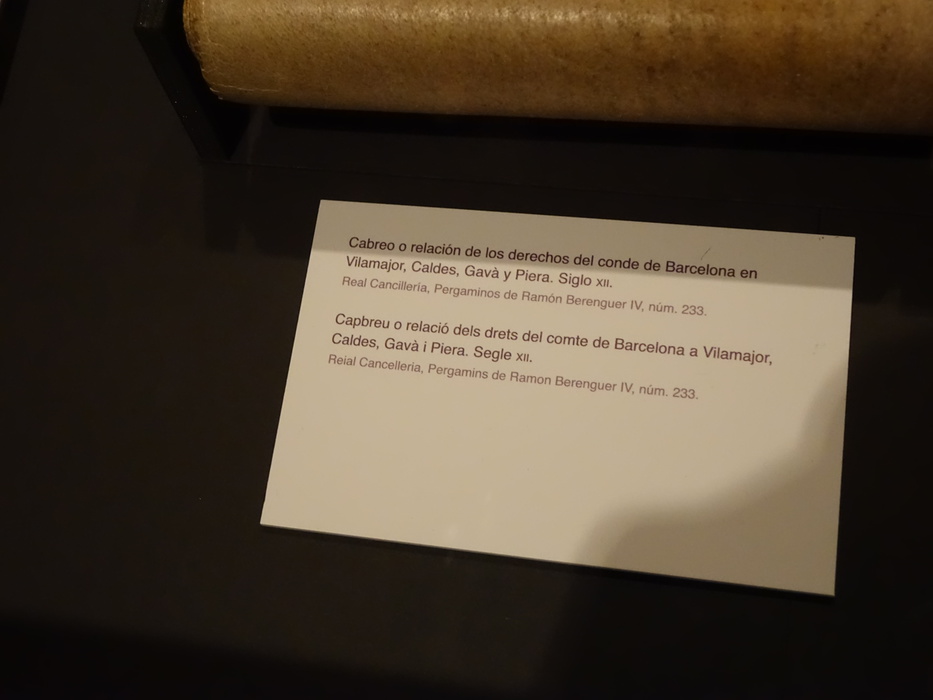 Cabreo o relación de los derechos del conde de Barcelona en
Vilamajor, Caldes, Gavà y Piera. Siglo XII.
Real Cancillería, Pergaminos de Ramón Berenguer IV, núm. 233.
Capbreu o relació dels drets del comte de Barcelona a Vilamajor,
Caldes, Gavà i Piera. Segle XII.
Reial Cancelleria, Pergamins de Ramon Berenguer IV, núm. 233.